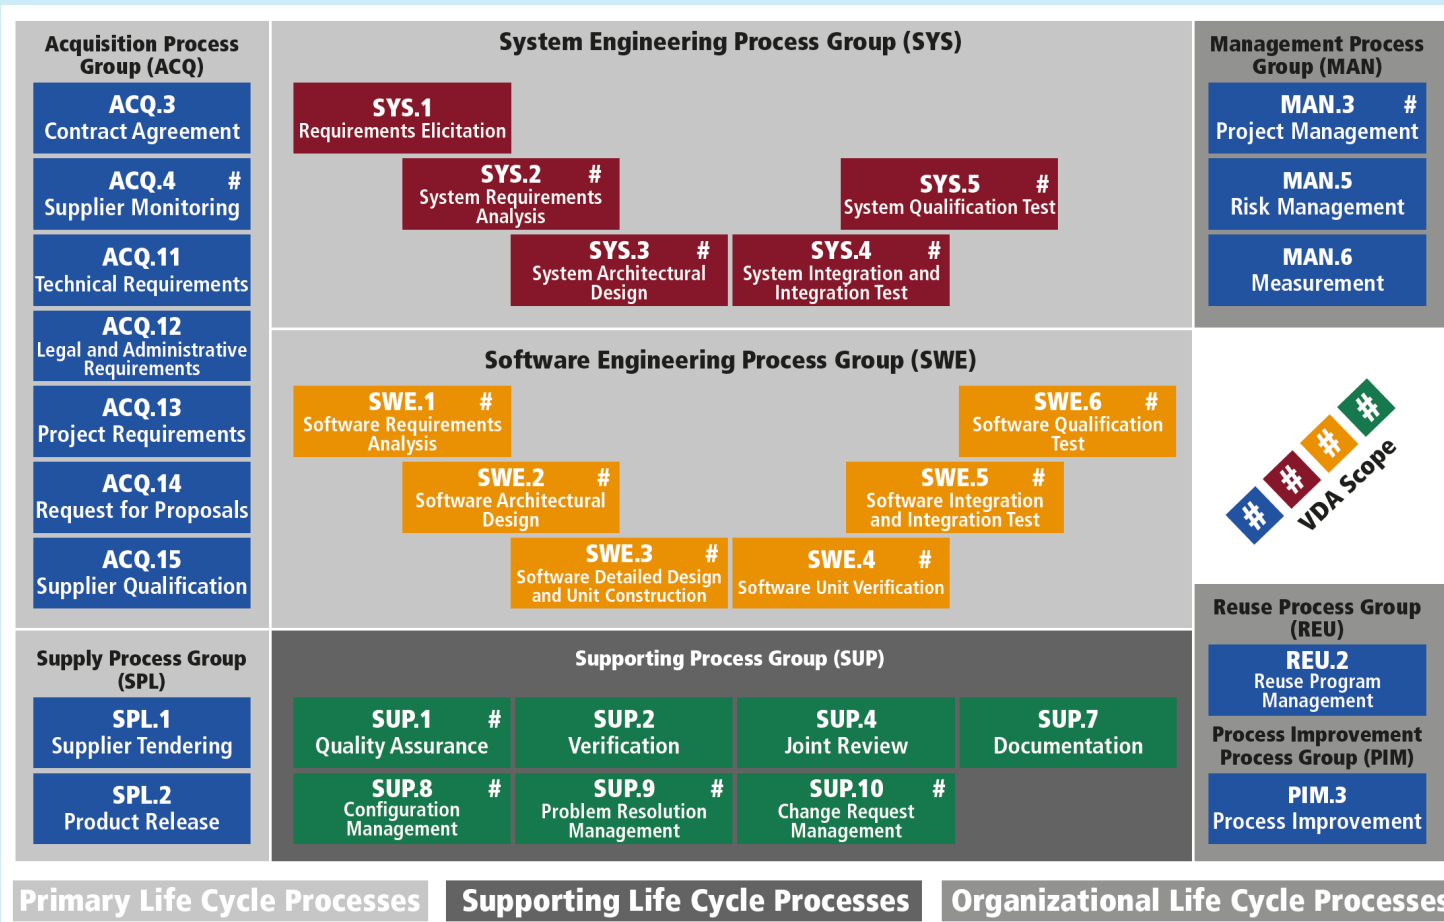 Acquisition Process
Group (ACQ)
ACQ.3
Contract Agreement
ACQ.4 #
Supplier Monitoring
ACQ.11
Technical Requirements
ACQ.12
Legal and Administrative
Requirements
ACQ.13
Project Requirements
ACQ.14
Request for Proposals
ACQ.15
Supplier Qualification
Supply Process Group
(SPL)
SPL.1
Supplier Tendering
SPL.2
Product Release
System Engineering Process Group (SYS)
SYS.1
Requirements Elicitation
SYS.2 #
System Requirements
Analysis
SYS.3 #
System Architectural
Design
SYS.4 #
System Integration and
Integration Test
SYS.5 #
System Qualification Test
Software Engineering Process Group (SWE)
SWE.1 #
Software Requirements
Analysis
SWE.2 #
Software Architectural
Design
SWE.3 #
Software Detailed Design
and Unit Construction
SWE.4 #
Software Unit Verification
SWE.5 #
Software Integration
and Integration Test
SWE.6 #
Software Qualification
Test
Supporting Process Group (SUP)
SUP.1 #
Quality Assurance
SUP.2
Verification
SUP.4
Joint Review
SUP.7
Documentation
SUP.8 #
Configuration
Management
SUP.9 #
Problem Resolution
Management
SUP.10 #
Change Request
Management
Management Process
Group (MAN)
MAN.3 #
Project Management
MAN.5
Risk Management
MAN.6
Measurement
# # # #
VDA Scope
Reuse Process Group
(REU)
REU.2
Reuse Program
Management
Process Improvement
Process Group (PIM)
PIM.3
Process Improvement
Primary Life Cycle Processes
Supporting Life Cycle Processes
Organizational Life Cycle Processes